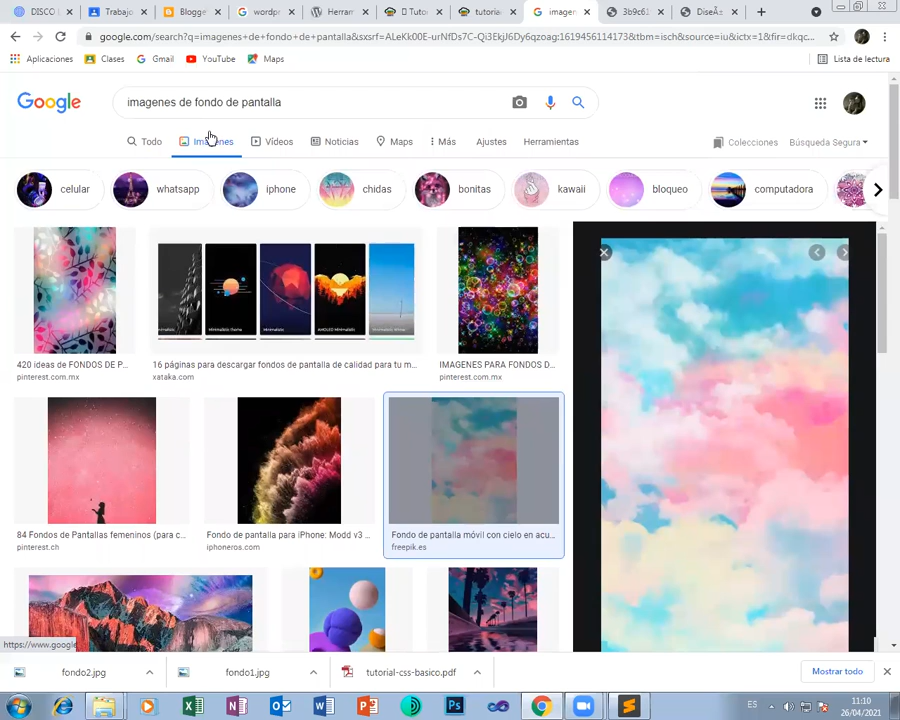 DISCO
Trabajo
Blogge
wordp
Herram
Tuto
tutoria
imagen
3b9c61
google.com/search?q=imagenes+de+fondo+de+pantalla&sxsrf=ALeKk00E-urNfDs7C-Qi3EkjJ6Dy6qzoag:1619456114173&tbm=isch&source=iu&ictx=1&fir=dkqc...
Aplicaciones Clases Gmail YouTube Maps Lista de lectura
Google imagenes de fondo de pantalla
Todo Imágenes Vídeos Noticias Maps Más Ajustes Herramientas Colecciones Búsqueda Segura
celular whatsapp iphone chidas bonitas kawaii bloqueo computadora
420 ideas de FONDOS DE P...
pinterest.com.mx
16 páginas para descargar fondos de pantalla de calidad para tu m...
xataka.com
IMAGENES PARA FONDOS D...
pinterest.com.mx
84 Fondos de Pantallas femeninos (para c...
pinterest.ch
Fondo de pantalla para iPhone: Modd v3 ...
iphoneros.com
Fondo de pantalla móvil con cielo en acu...
freepik.es
https://www.google
fondo2.jpg fondo1.jpg tutorial-css-basico.pdf Mostrar todo
ES 11:10
26/04/2021